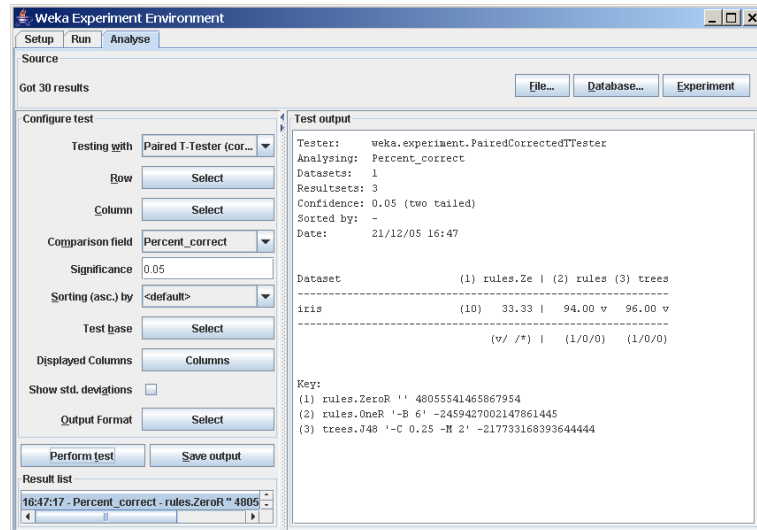 Weka Experiment Environment
Setup Run Analyse
Source
Got 30 results
File... Database... Experiment
Configure test
Testing with Paired T-Tester (cor...
Row Select
Column Select
Comparison field Percent_correct
Significance 0.05
Sorting (asc.) by <default>
Test base Select
Displayed Columns Columns
Show std. deviations
Output Format Select
Perform test Save output
Result list
16:47:17 - Percent_correct - rules.ZeroR '' 4805
Test output
Tester: weka.experiment.PairedCorrectedTTester
Analysing: Percent_correct
Datasets: 1
Resultsets: 3
Confidence: 0.05 (two tailed)
Sorted by: -
Date: 21/12/05 16:47
Dataset (1) rules.Ze | (2) rules (3) trees
----------------------------------------------------------
iris (10) 33.33 | 94.00 v 96.00 v
----------------------------------------------------------
(v/ /*) | (1/0/0) (1/0/0)
Key:
(1) rules.ZeroR '' 48055541465867954
(2) rules.OneR '-B 6' -2459427002147861445
(3) trees.J48 '-C 0.25 -M 2' -217733168393644444